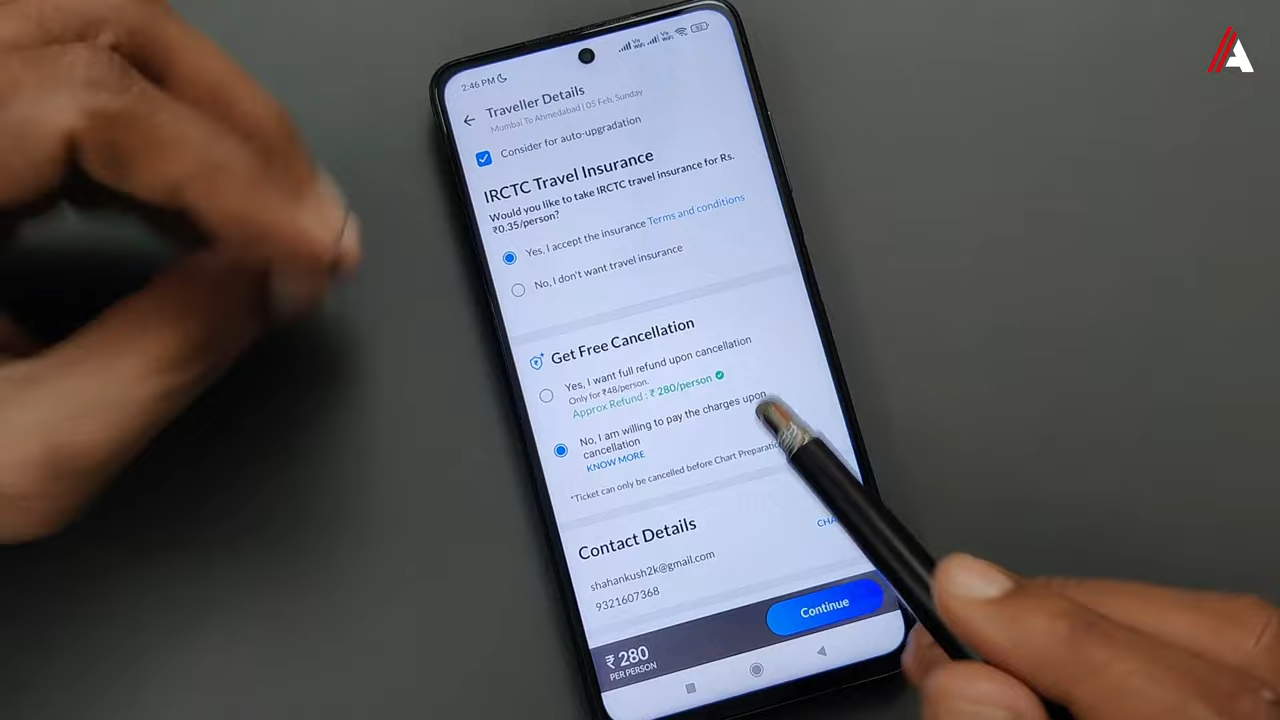 2:46 PM
Traveller Details
Mumbai To Ahmedabad | 05 Feb, Sunday
Consider for auto-upgradation
IRCTC Travel Insurance
Would you like to take IRCTC travel insurance for Rs.
₹0.35/person?
Yes, I accept the insurance Terms and conditions
No, I don't want travel insurance
Get Free Cancellation
Yes, I want full refund upon cancellation
Only for ₹48/person.
Approx Refund : ₹ 280/person
No, I am willing to pay the charges upon
cancellation
KNOW MORE
*Ticket can only be cancelled before Chart
Contact Details
shahankush2k@gmail.com
9321607368
₹ 280
PER PERSON
Continue
A